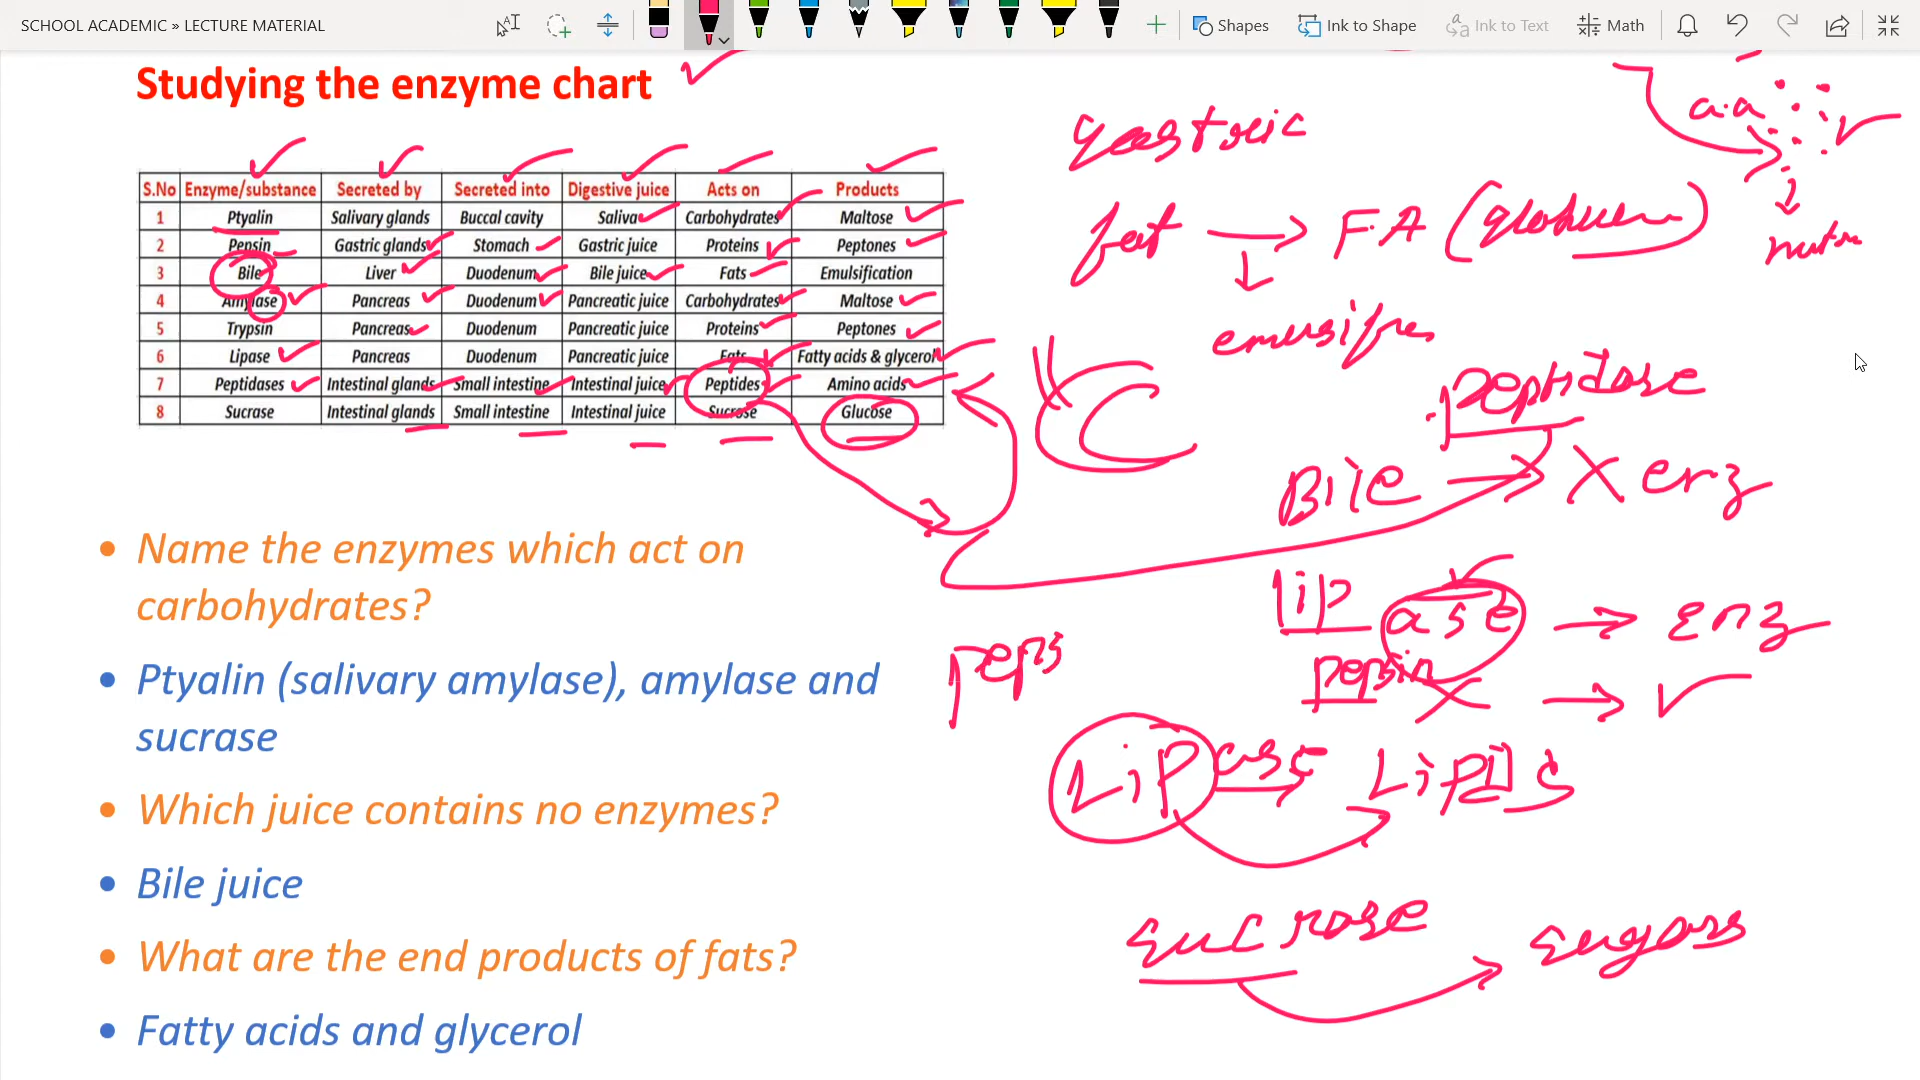 SCHOOL ACADEMIC » LECTURE MATERIAL
Shapes
Ink to Shape
Ink to Text
Math
Studying the enzyme chart
S.No Enzyme/substance Secreted by Secreted into Digestive juice Acts on Products
1 Ptyalin Salivary glands Buccal cavity Saliva Carbohydrates Maltose
2 Pepsin Gastric glands Stomach Gastric juice Proteins Peptones
3 Bile Liver Duodenum Bile juice Fats Emulsification
4 Amylase Pancreas Duodenum Pancreatic juice Carbohydrates Maltose
5 Trypsin Pancreas Duodenum Pancreatic juice Proteins Peptones
6 Lipase Pancreas Duodenum Pancreatic juice Fats Fatty acids & glycerol
7 Peptidases Intestinal glands Small intestine Intestinal juice Peptides Amino acids
8 Sucrase Intestinal glands Small intestine Intestinal juice Sucrose Glucose
• Name the enzymes which act on
carbohydrates?
• Ptyalin (salivary amylase), amylase and
sucrase
• Which juice contains no enzymes?
• Bile juice
• What are the end products of fats?
• Fatty acids and glycerol
a.a
gastric
fat → F.A
peptidase
Bile → X enz
lip ase → enz
pepsin X →
peps
Lip ase Lipids
sucrose
sugars